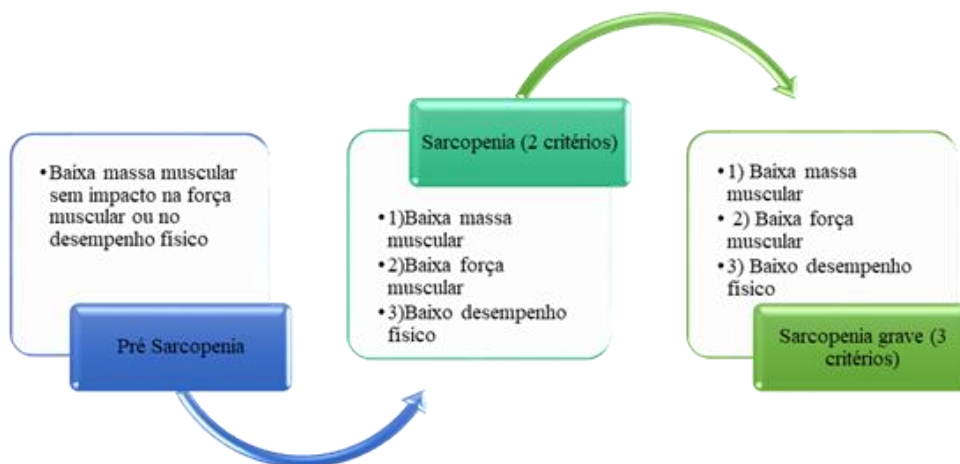 •Baixa massa muscular
sem impacto na força
muscular ou no
desempenho físico
Pré Sarcopenia
Sarcopenia (2 critérios)
•1)Baixa massa
muscular
•2)Baixa força
muscular
•3)Baixo desempenho
físico
•1) Baixa massa
muscular
• 2) Baixa força
muscular
•3) Baixo desempenho
físico
Sarcopenia grave (3
critérios)